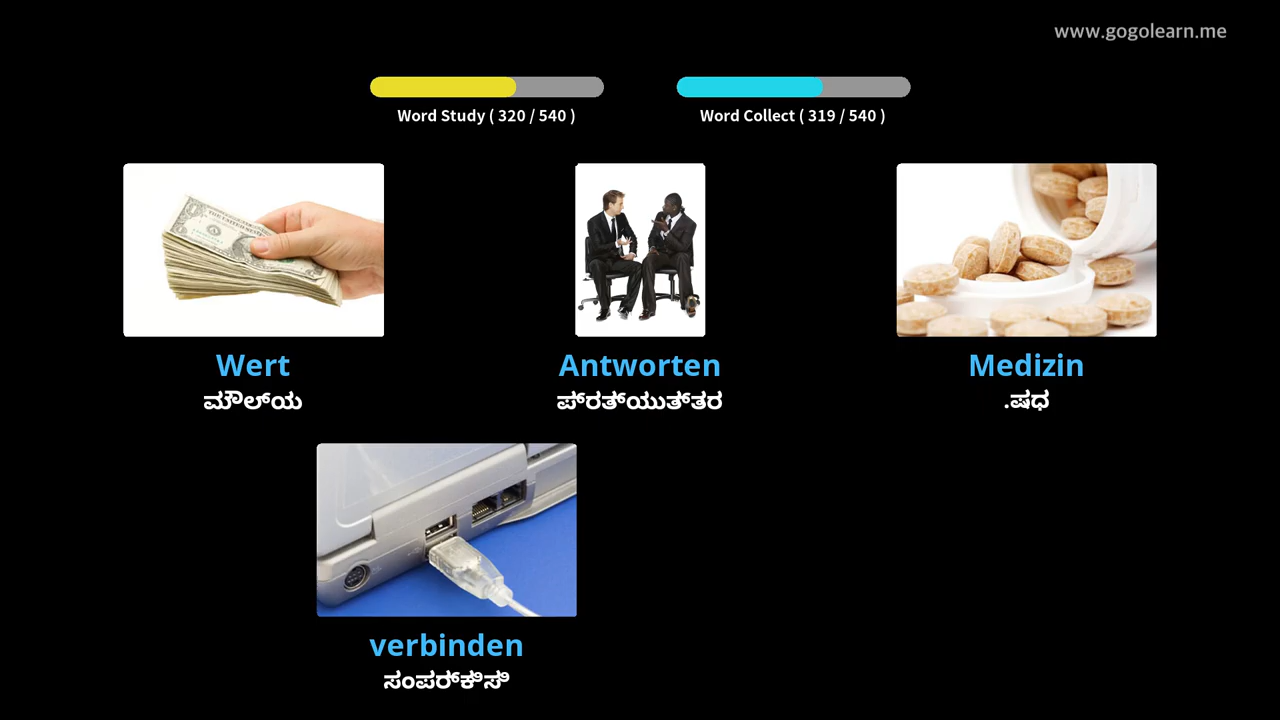 www.gogolearn.me
Word Study ( 320 / 540 )
Word Collect ( 319 / 540 )
Wert
ಮೌಲ್‌ಯ
Antworten
ಪ್‌ರತ್‌ಯುತ್‌ತರ
Medizin
.ಷಧ
verbinden
ಸಂಪರ್‌ಕಿಸಿ